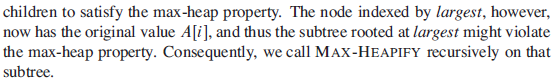 children to satisfy the max-heap property. The node indexed by largest, however,
now has the original value A[i], and thus the subtree rooted at largest might violate
the max-heap property. Consequently, we call MAX-HEAPIFY recursively on that
subtree.